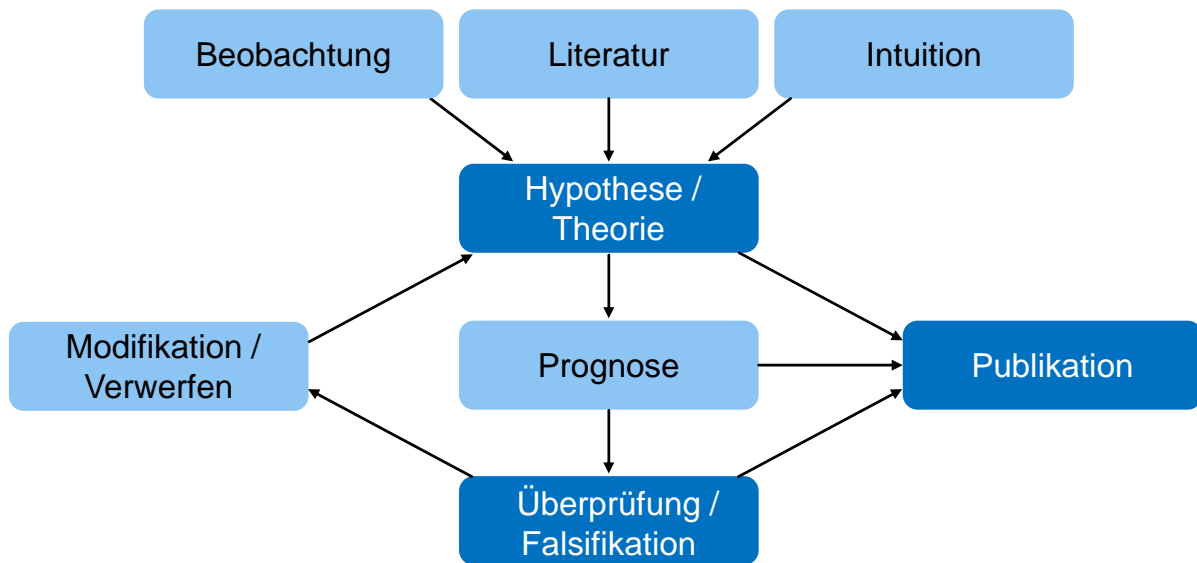 Beobachtung
Literatur
Intuition
Hypothese /
Theorie
Modifikation /
Verwerfen
Prognose
Publikation
Überprüfung /
Falsifikation